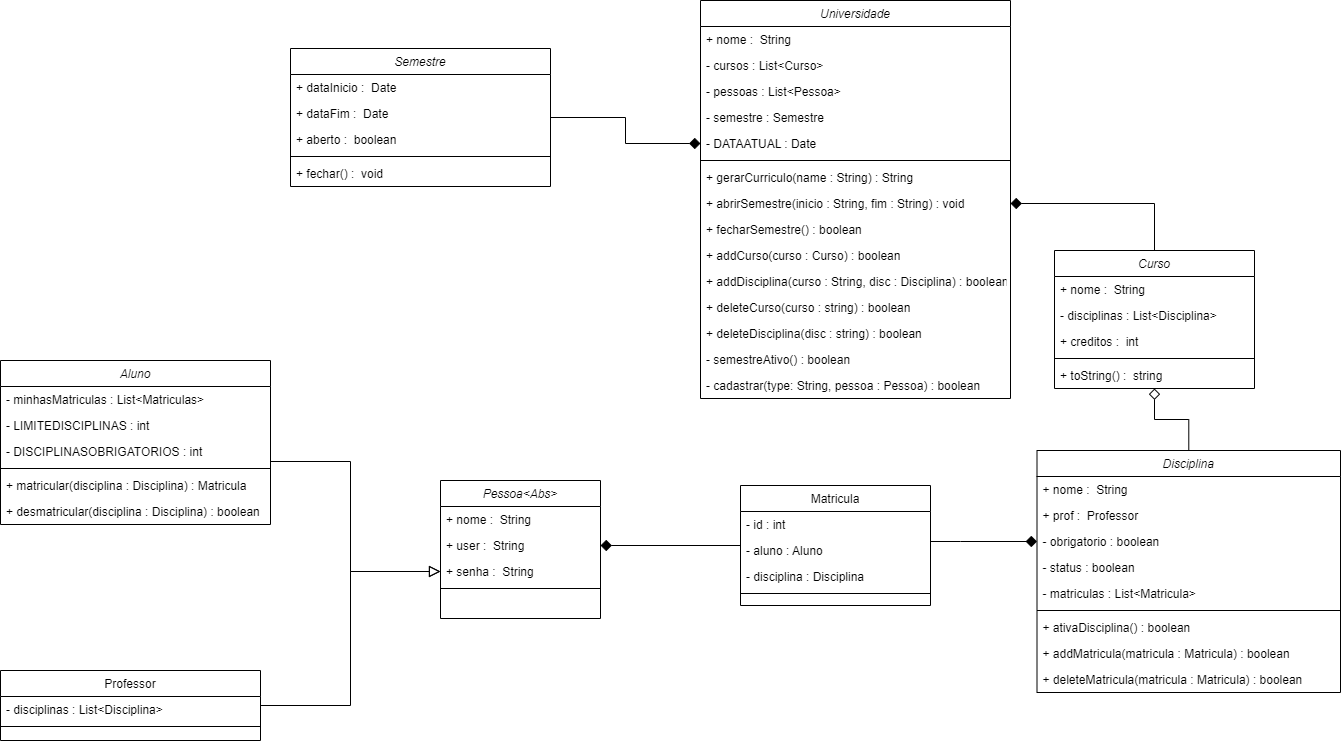 Universidade
+ nome : String
- cursos : List<Curso>
- pessoas : List<Pessoa>
- semestre : Semestre
- DATAATUAL : Date
+ gerarCurriculo(name : String) : String
+ abrirSemestre(inicio : String, fim : String) : void
+ fecharSemestre() : boolean
+ addCurso(curso : Curso) : boolean
+ addDisciplina(curso : String, disc : Disciplina) : boolean
+ deleteCurso(curso : string) : boolean
+ deleteDisciplina(disc : string) : boolean
- semestreAtivo() : boolean
- cadastrar(type: String, pessoa : Pessoa) : boolean
Semestre
+ dataInicio : Date
+ dataFim : Date
+ aberto : boolean
+ fechar() : void
Curso
+ nome : String
- disciplinas : List<Disciplina>
+ creditos : int
+ toString() : string
Aluno
- minhasMatriculas : List<Matriculas>
- LIMITEDISCIPLINAS : int
- DISCIPLINASOBRIGATORIOS : int
+ matricular(disciplina : Disciplina) : Matricula
+ desmatricular(disciplina : Disciplina) : boolean
Pessoa<Abs>
+ nome : String
+ user : String
+ senha : String
Matricula
- id : int
- aluno : Aluno
- disciplina : Disciplina
Disciplina
+ nome : String
+ prof : Professor
- obrigatorio : boolean
- status : boolean
- matriculas : List<Matricula>
+ ativaDisciplina() : boolean
+ addMatricula(matricula : Matricula) : boolean
+ deleteMatricula(matricula : Matricula) : boolean
Professor
- disciplinas : List<Disciplina>